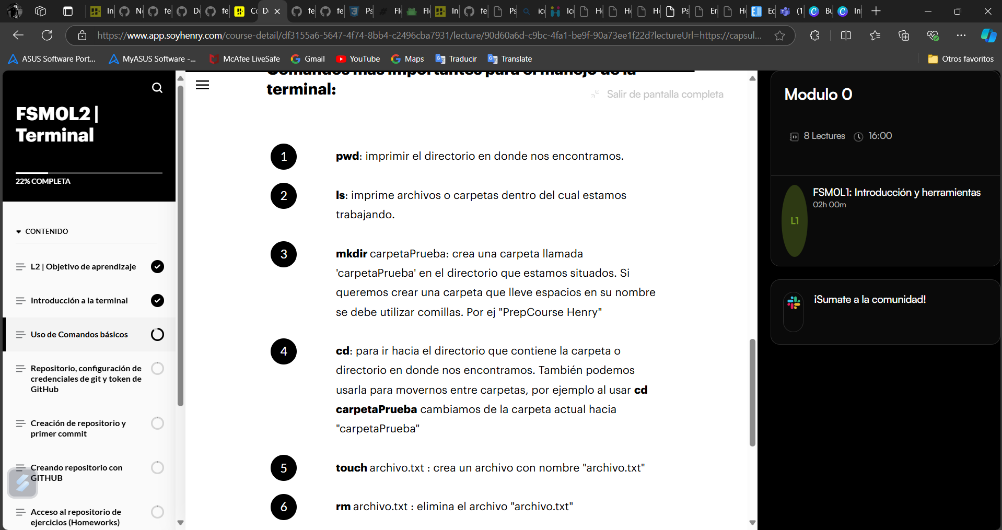 https://www.app.soyhenry.com/course-detail/df3155a6-5647-4f74-8bb4-c2496cba7931/lecture/90d60a6d-c9bc-4fa1-be9f-90a73ee1f22d?lectureUrl=https://capsul...
ASUS Software Port...
MyASUS Software -...
McAfee LiveSafe
Gmail
YouTube
Maps
Traducir
Translate
Otros favoritos
FSM0L2 |
Terminal
22% COMPLETA
CONTENIDO
L2 | Objetivo de aprendizaje
Introducción a la terminal
Uso de Comandos básicos
Repositorio, configuración de
credenciales de git y token de
GitHub
Creación de repositorio y
primer commit
Creando repositorio con
GITHUB
Acceso al repositorio de
ejercicios (Homeworks)
Comandos más importantes para el manejo de la
terminal:
Salir de pantalla completa
1
pwd: imprimir el directorio en donde nos encontramos.
2
ls: imprime archivos o carpetas dentro del cual estamos
trabajando.
3
mkdir carpetaPrueba: crea una carpeta llamada
'carpetaPrueba' en el directorio que estamos situados. Si
queremos crear una carpeta que lleve espacios en su nombre
se debe utilizar comillas. Por ej "PrepCourse Henry"
4
cd: para ir hacia el directorio que contiene la carpeta o
directorio en donde nos encontramos. También podemos
usarla para movernos entre carpetas, por ejemplo al usar cd
carpetaPrueba cambiamos de la carpeta actual hacia
"carpetaPrueba"
5
touch archivo.txt : crea un archivo con nombre "archivo.txt"
6
rm archivo.txt : elimina el archivo "archivo.txt"
Modulo 0
8 Lectures
16:00
L1
FSM0L1: Introducción y herramientas
02h 00m
¡Sumate a la comunidad!